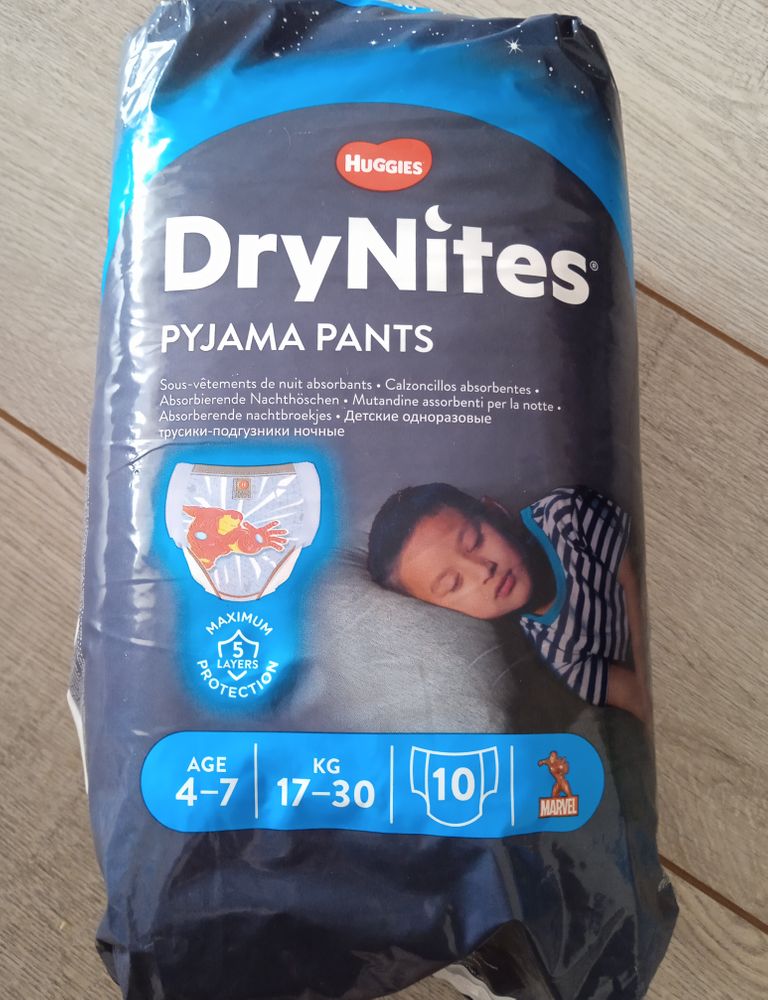 HUGGIES
DryNites®
PYJAMA PANTS
Sous-vêtements de nuit absorbants • Calzoncillos absorbentes •
Absorbierende Nachthöschen • Mutandine assorbenti per la notte •
Absorberende nachtbroekjes • Детские одноразовые
трусики-подгузники ночные
MAXIMUM
5
LAYERS
PROTECTION
AGE
4–7
KG
17–30
10
MARVEL